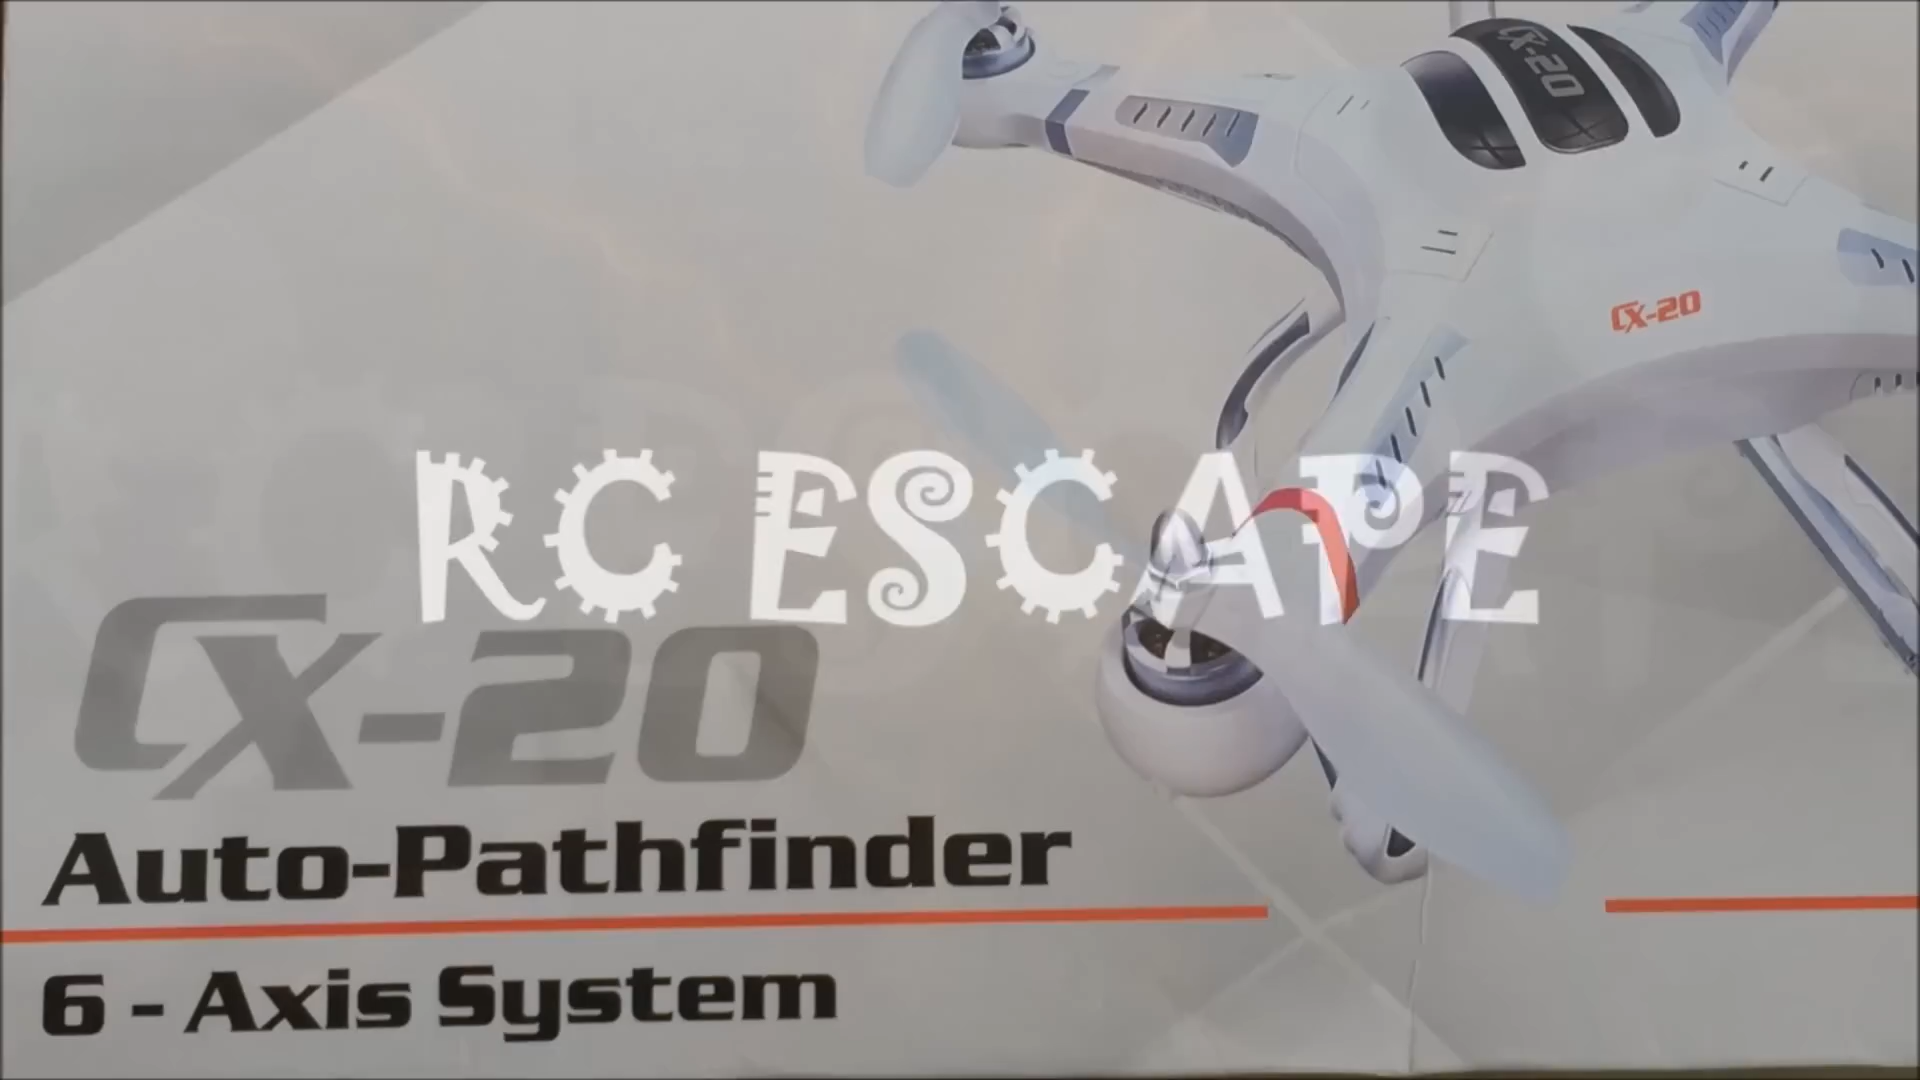 CX-20
CX-20
RC ESCAPE
CX-20
Auto-Pathfinder
6 - Axis System